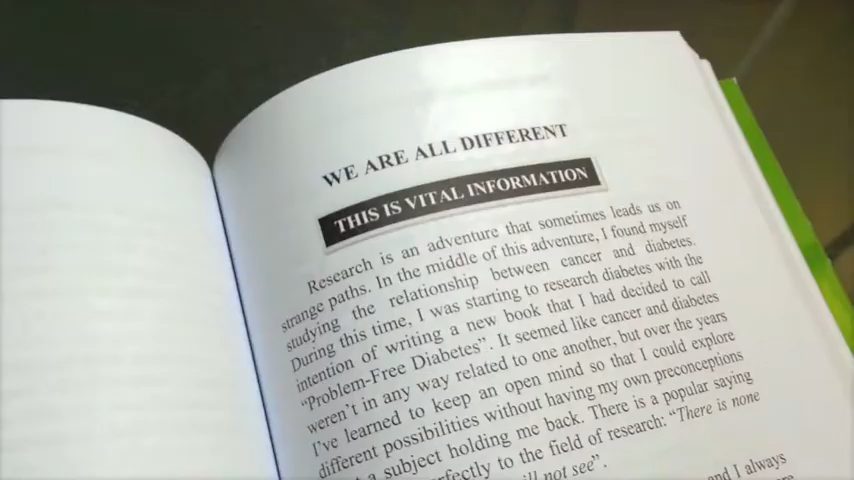 WE ARE ALL DIFFERENT
THIS IS VITAL INFORMATION
Research is an adventure that sometimes leads us on
strange paths. In the middle of this adventure, I found myself
studying the relationship between cancer and diabetes.
During this time, I was starting to research diabetes with the
intention of writing a new book that I had decided to call
“Problem-Free Diabetes”. It seemed like cancer and diabetes
weren’t in any way related to one another, but over the years
I’ve learned to keep an open mind so that I could explore
different possibilities without having my own preconceptions
a subject holding me back. There is a popular saying
to the field of research: “There is none
not see”.
and I always